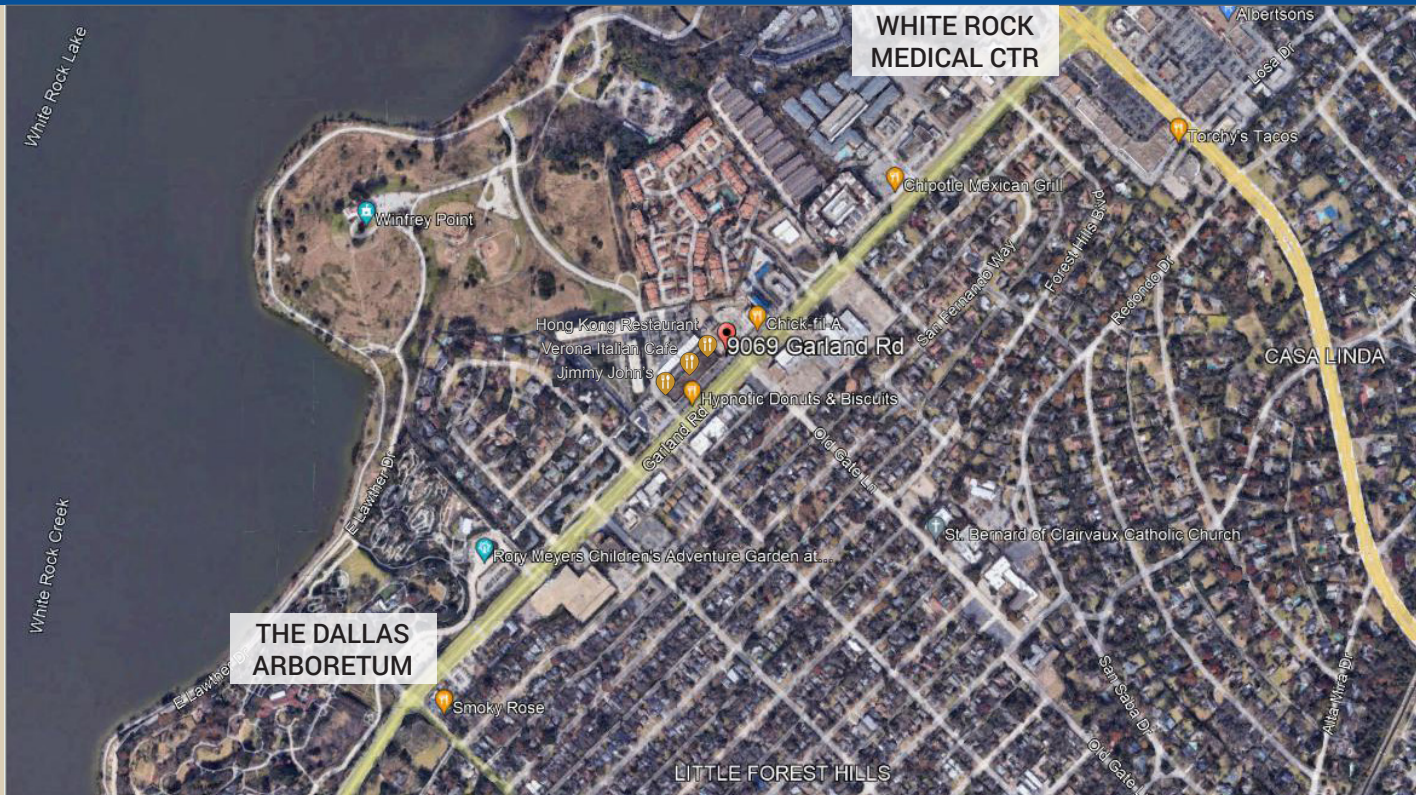 WHITE ROCK
MEDICAL CTR
Albertsons
Losa Dr
White Rock Lake
Torchy's Tacos
Chipotle Mexican Grill
Winfrey Point
Forest Hills Blvd
San Fernando Way
Redondo Dr
Hong Kong Restaurant
Chick-fil-A
Verona Italian Cafe
9069 Garland Rd
Jimmy John's
CASA LINDA
Hypnotic Donuts & Biscuits
Garland Rd
Old Gate Ln
E Lawther Dr
St. Bernard of Clairvaux Catholic Church
Rory Meyers Children's Adventure Garden at...
White Rock Creek
THE DALLAS
ARBORETUM
E Lawther D
Smoky Rose
San Saba Dr
Alta Mira Dr
Old Gate L
LITTLE FOREST HILLS